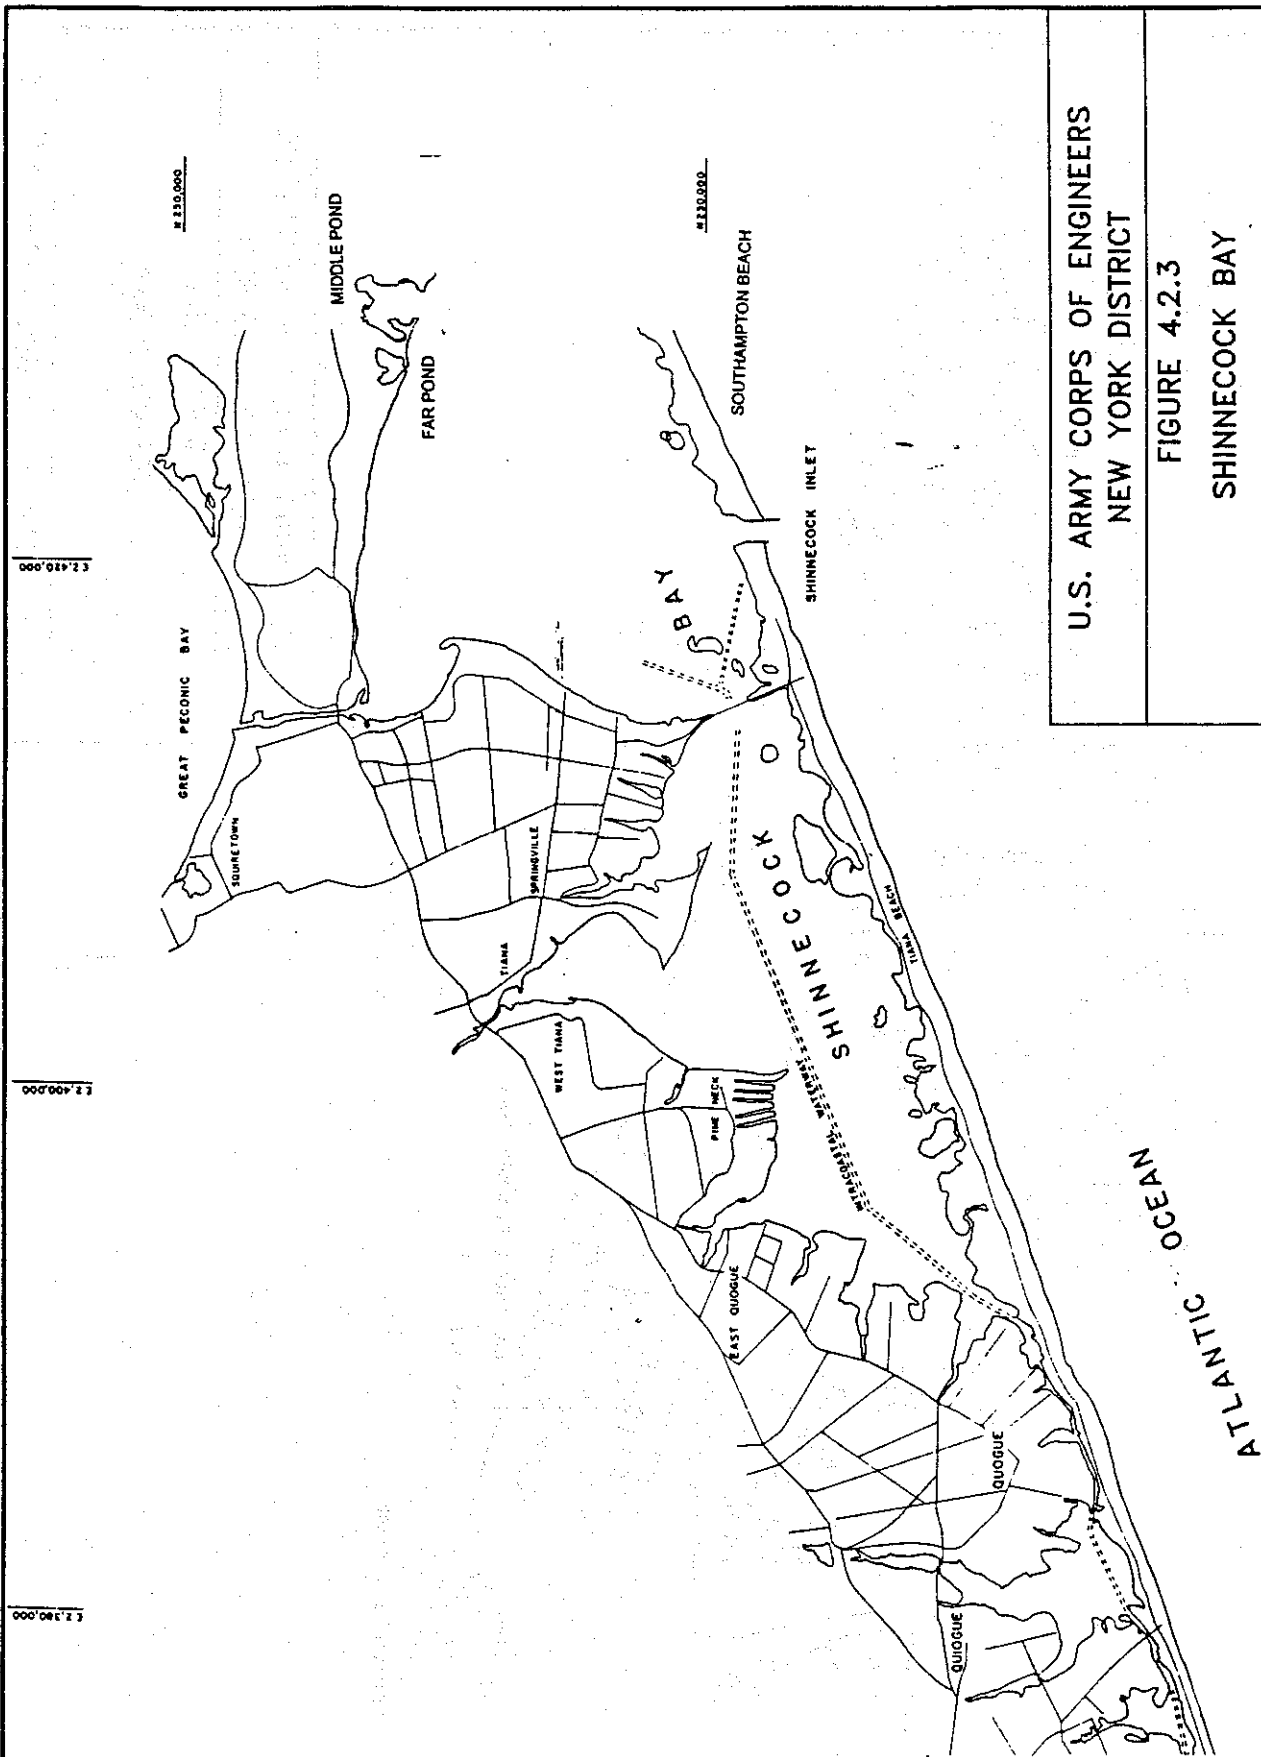 E 2,380,000
E 2,400,000
E 2,420,000
N 250,000
GREAT PECONIC BAY
SQUIRETOWN
MIDDLE POND
FAR POND
SPRINGVILLE
TIANA
WEST TIANA
PINE NECK
EAST QUOGUE
QUOGUE
QUIOGUE
N 230,000
SOUTHAMPTON BEACH
SHINNECOCK INLET
SHINNECOCK BAY
INTRACOASTAL WATERWAY
TIANA BEACH
ATLANTIC OCEAN
U.S. ARMY CORPS OF ENGINEERS
NEW YORK DISTRICT
FIGURE 4.2.3
SHINNECOCK BAY